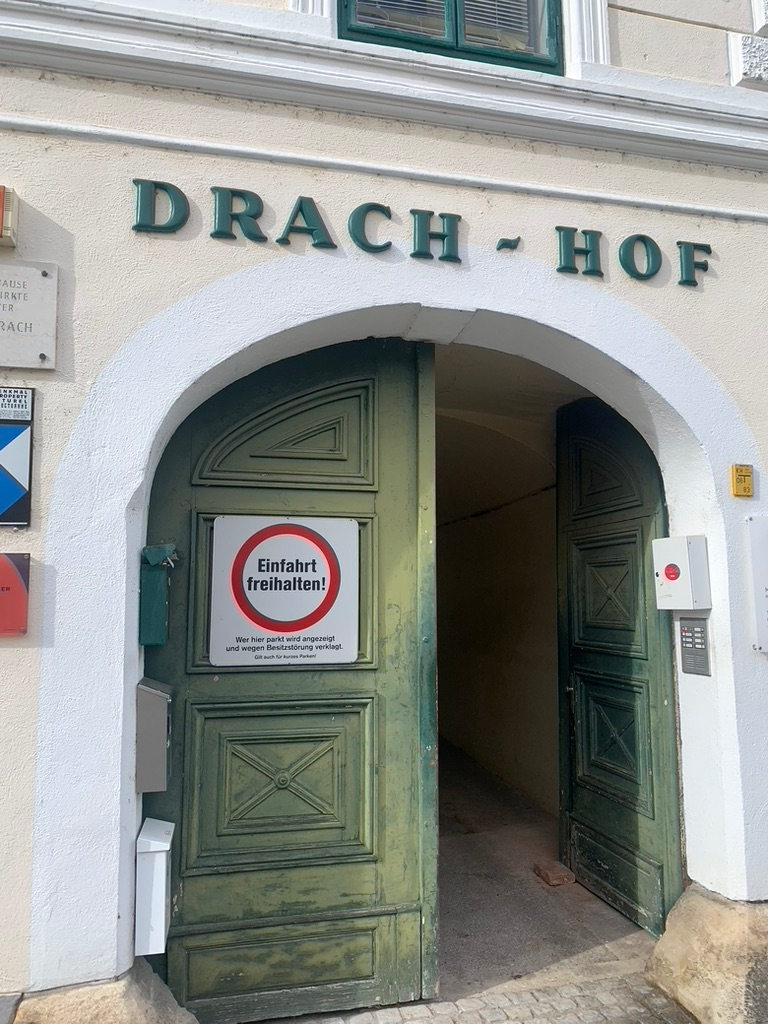 DRACH ~ HOF
RACH
Einfahrt
freihalten!
Wer hier parkt wird angezeigt
und wegen Besitzstörung verklagt.
Gilt auch für kurzes Parken!